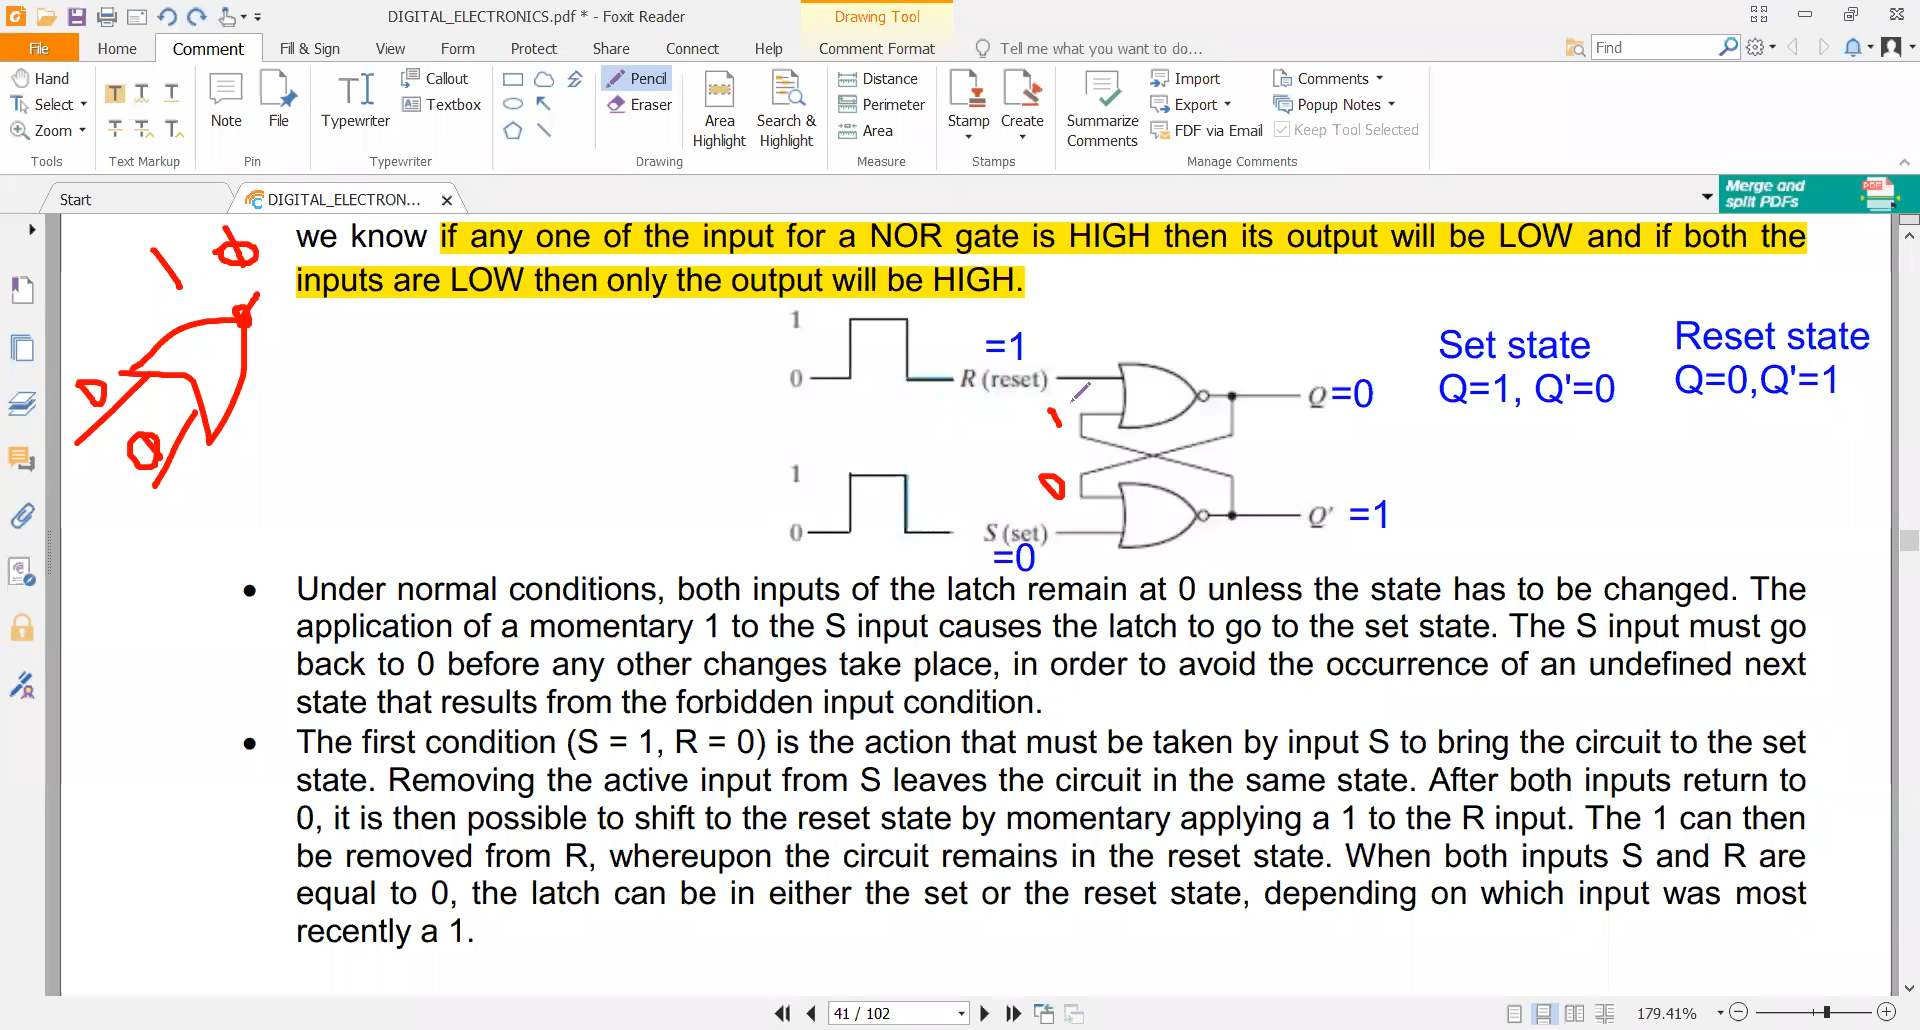 DIGITAL_ELECTRONICS.pdf * - Foxit Reader
Drawing Tool
File Home Comment Fill & Sign View Form Protect Share Connect Help Comment Format Tell me what you want to do... Find
Hand
Select
Zoom
Tools
Text Markup
Note
File
Pin
Typewriter
Callout
Textbox
Typewriter
Pencil
Eraser
Area Highlight
Search & Highlight
Drawing
Distance
Perimeter
Area
Measure
Stamp
Create
Stamps
Summarize Comments
Import
Export
FDF via Email
Comments
Popup Notes
Keep Tool Selected
Manage Comments
Start
DIGITAL_ELECTRON...
Merge and
split PDFs
PDF
we know if any one of the input for a NOR gate is HIGH then its output will be LOW and if both the
inputs are LOW then only the output will be HIGH.
1
0
=1
R (reset)
Q=0
Set state
Q=1, Q'=0
Reset state
Q=0,Q'=1
1
0
1
0
S (set)
=0
Q' =1
1 0
0
0
Under normal conditions, both inputs of the latch remain at 0 unless the state has to be changed. The
application of a momentary 1 to the S input causes the latch to go to the set state. The S input must go
back to 0 before any other changes take place, in order to avoid the occurrence of an undefined next
state that results from the forbidden input condition.
The first condition (S = 1, R = 0) is the action that must be taken by input S to bring the circuit to the set
state. Removing the active input from S leaves the circuit in the same state. After both inputs return to
0, it is then possible to shift to the reset state by momentary applying a 1 to the R input. The 1 can then
be removed from R, whereupon the circuit remains in the reset state. When both inputs S and R are
equal to 0, the latch can be in either the set or the reset state, depending on which input was most
recently a 1.
41 / 102
179.41%